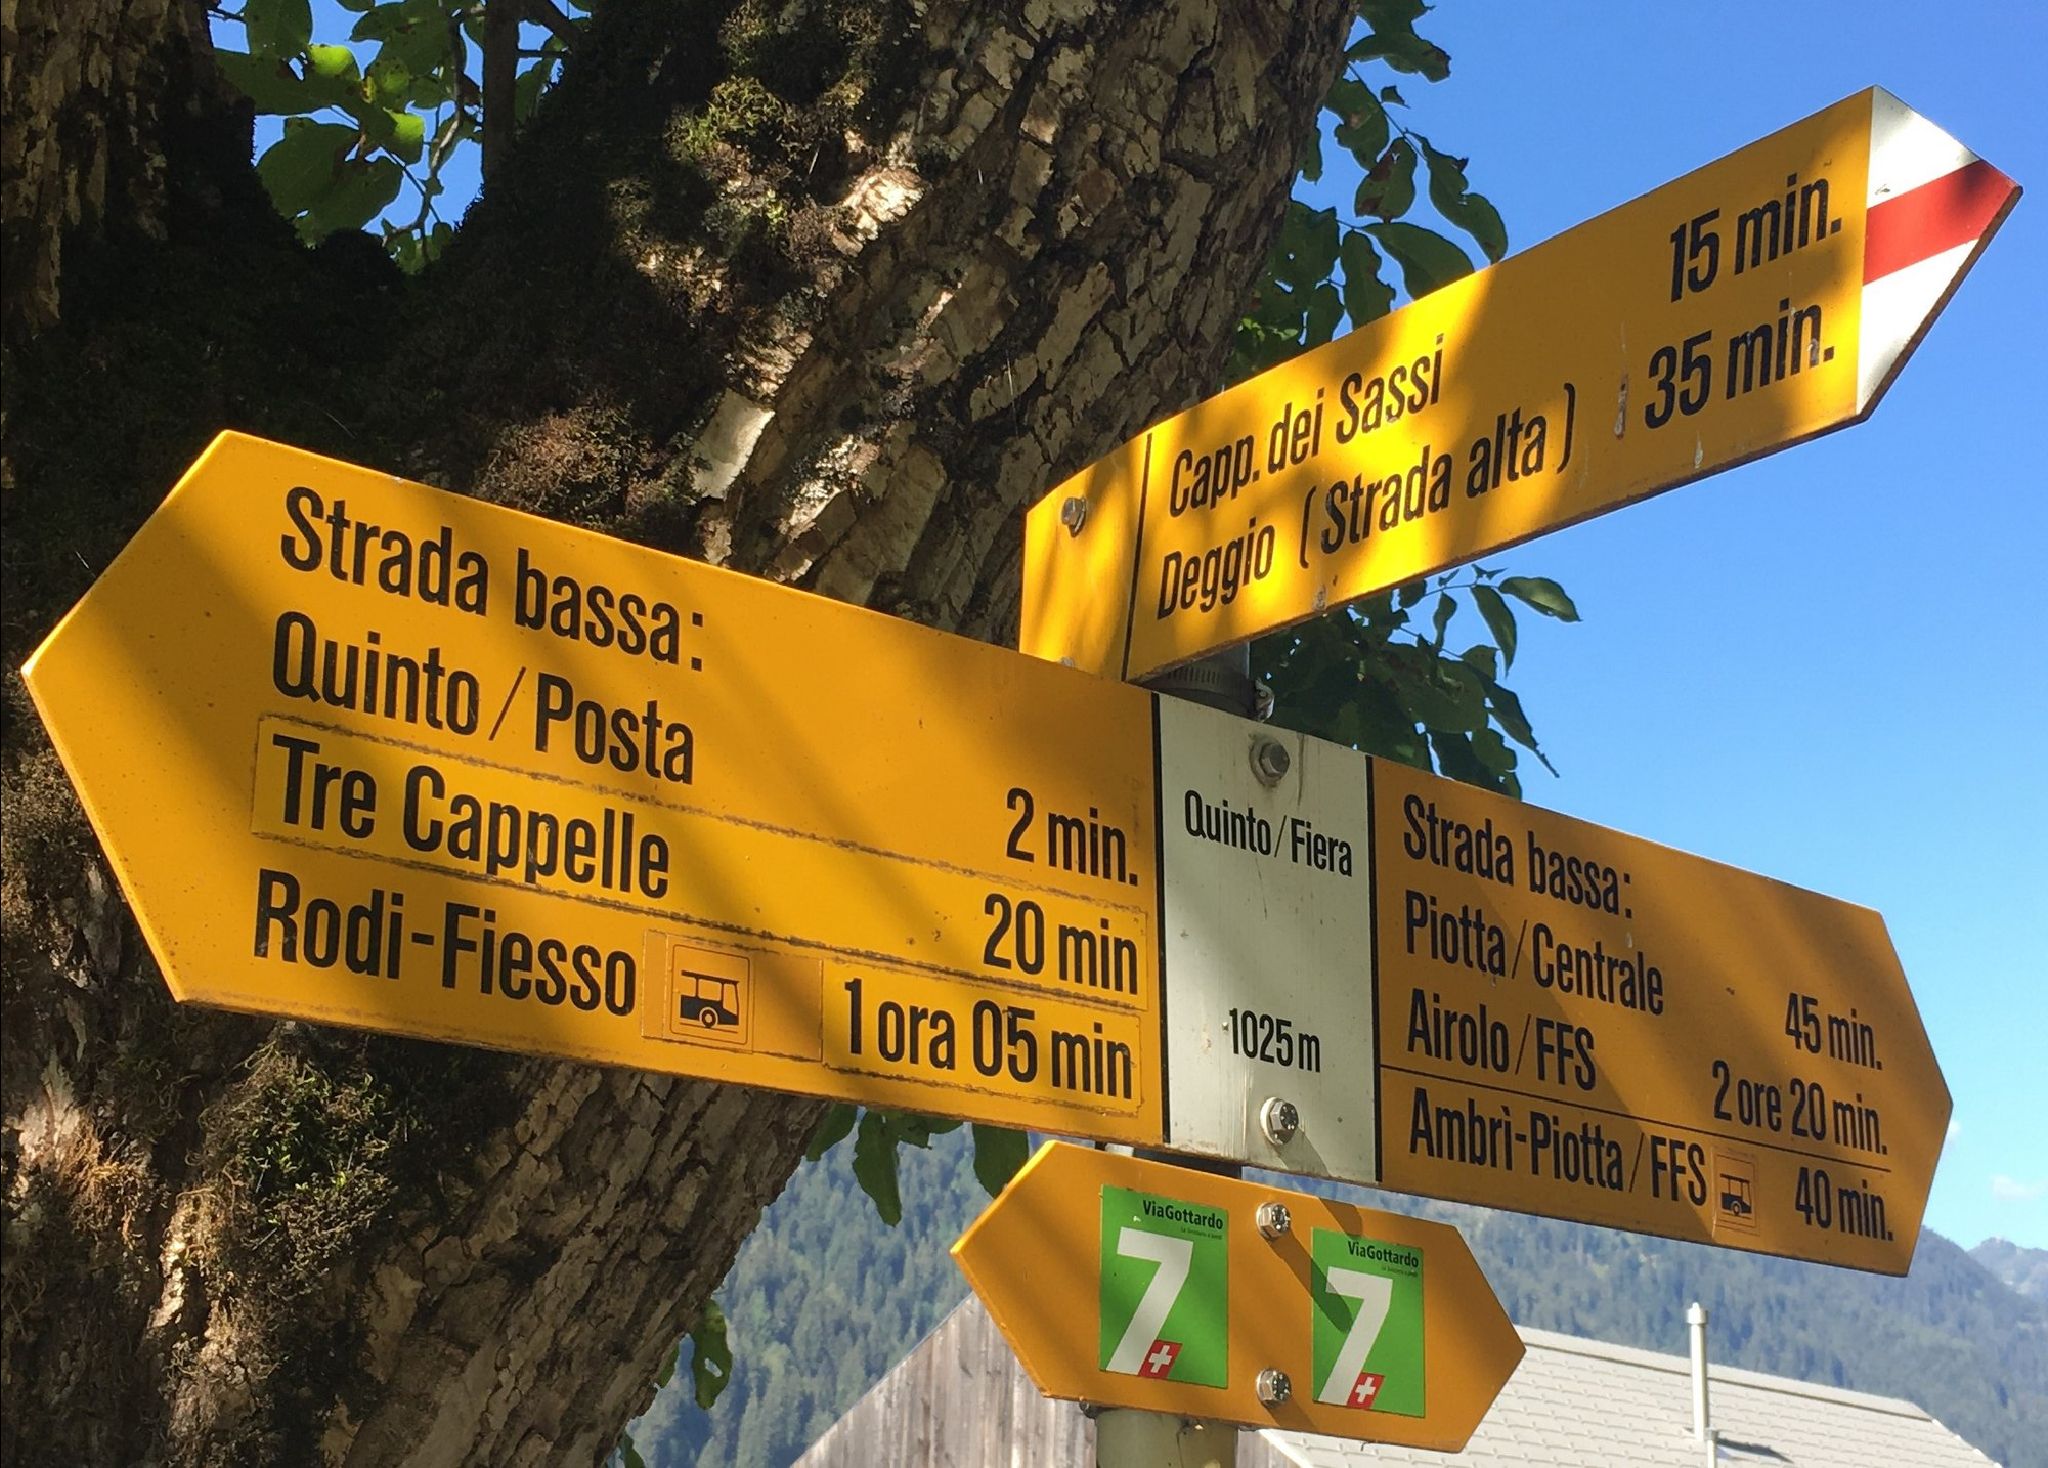 Capp. dei Sassi 15 min.
Deggio (Strada alta) 35 min.
Strada bassa:
Quinto / Posta 2 min.
Tre Cappelle 20 min
Rodi-Fiesso 1 ora 05 min
Quinto/Fiera
1025 m
Strada bassa:
Piotta/Centrale 45 min.
Airolo/FFS 2 ore 20 min.
Ambrì-Piotta/FFS 40 min.
ViaGottardo
7
ViaGottardo
7